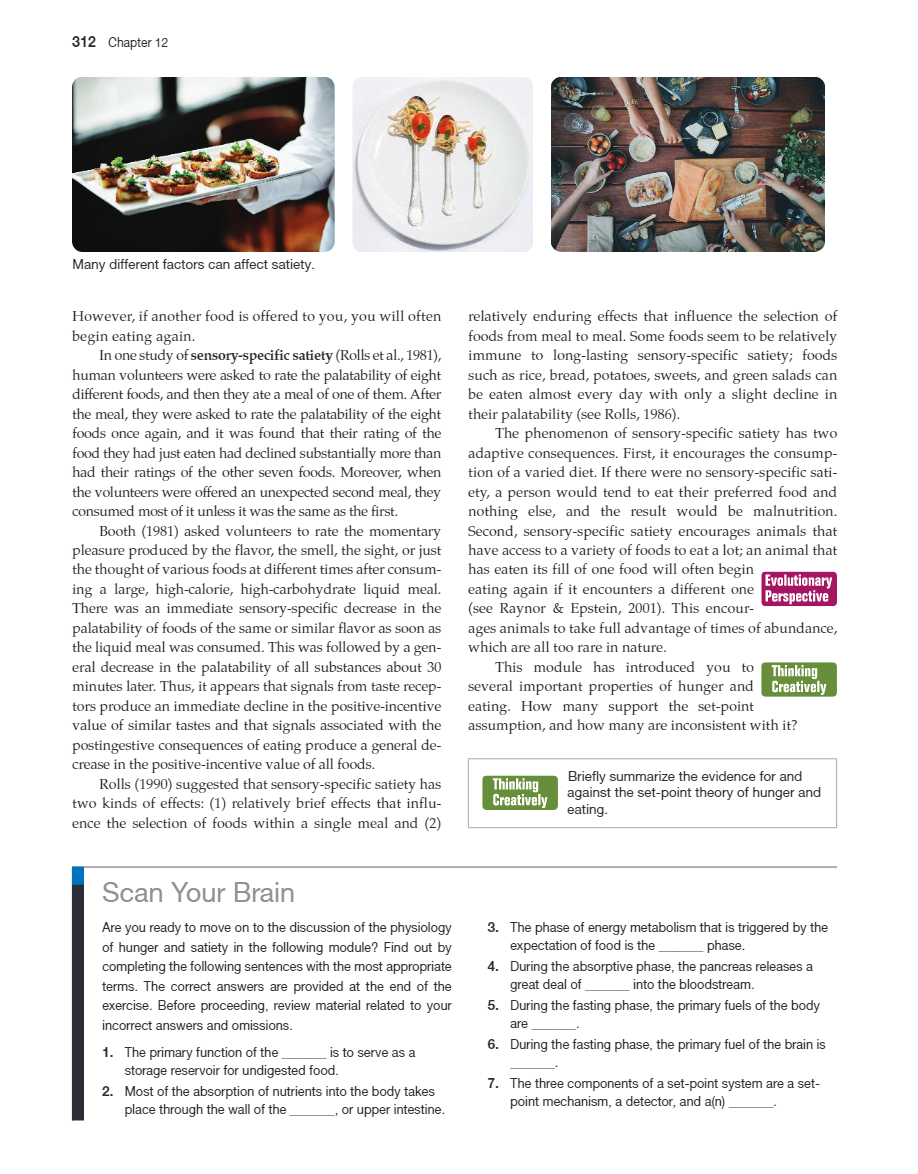 312 Chapter 12
Many different factors can affect satiety.
However, if another food is offered to you, you will often
begin eating again.
In one study of sensory-specific satiety (Rolls et al., 1981),
human volunteers were asked to rate the palatability of eight
different foods, and then they ate a meal of one of them. After
the meal, they were asked to rate the palatability of the eight
foods once again, and it was found that their rating of the
food they had just eaten had declined substantially more than
had their ratings of the other seven foods. Moreover, when
the volunteers were offered an unexpected second meal, they
consumed most of it unless it was the same as the first.
Booth (1981) asked volunteers to rate the momentary
pleasure produced by the flavor, the smell, the sight, or just
the thought of various foods at different times after consum-
ing a large, high-calorie, high-carbohydrate liquid meal.
There was an immediate sensory-specific decrease in the
palatability of foods of the same or similar flavor as soon as
the liquid meal was consumed. This was followed by a gen-
eral decrease in the palatability of all substances about 30
minutes later. Thus, it appears that signals from taste recep-
tors produce an immediate decline in the positive-incentive
value of similar tastes and that signals associated with the
postingestive consequences of eating produce a general de-
crease in the positive-incentive value of all foods.
Rolls (1990) suggested that sensory-specific satiety has
two kinds of effects: (1) relatively brief effects that influ-
ence the selection of foods within a single meal and (2)
relatively enduring effects that influence the selection of
foods from meal to meal. Some foods seem to be relatively
immune to long-lasting sensory-specific satiety; foods
such as rice, bread, potatoes, sweets, and green salads can
be eaten almost every day with only a slight decline in
their palatability (see Rolls, 1986).
The phenomenon of sensory-specific satiety has two
adaptive consequences. First, it encourages the consump-
tion of a varied diet. If there were no sensory-specific sati-
ety, a person would tend to eat their preferred food and
nothing else, and the result would be malnutrition.
Second, sensory-specific satiety encourages animals that
have access to a variety of foods to eat a lot; an animal that
has eaten its fill of one food will often begin
eating again if it encounters a different one
(see Raynor & Epstein, 2001). This encour-
ages animals to take full advantage of times of abundance,
which are all too rare in nature.
Evolutionary
Perspective
This module has introduced you to
several important properties of hunger and
eating. How many support the set-point
assumption, and how many are inconsistent with it?
Thinking
Creatively
Thinking
Creatively
Briefly summarize the evidence for and
against the set-point theory of hunger and
eating.
Scan Your Brain
Are you ready to move on to the discussion of the physiology
of hunger and satiety in the following module? Find out by
completing the following sentences with the most appropriate
terms. The correct answers are provided at the end of the
exercise. Before proceeding, review material related to your
incorrect answers and omissions.
1. The primary function of the ______ is to serve as a
storage reservoir for undigested food.
2. Most of the absorption of nutrients into the body takes
place through the wall of the ______, or upper intestine.
3. The phase of energy metabolism that is triggered by the
expectation of food is the ______ phase.
4. During the absorptive phase, the pancreas releases a
great deal of ______ into the bloodstream.
5. During the fasting phase, the primary fuels of the body
are ______.
6. During the fasting phase, the primary fuel of the brain is
______.
7. The three components of a set-point system are a set-
point mechanism, a detector, and a(n) ______.